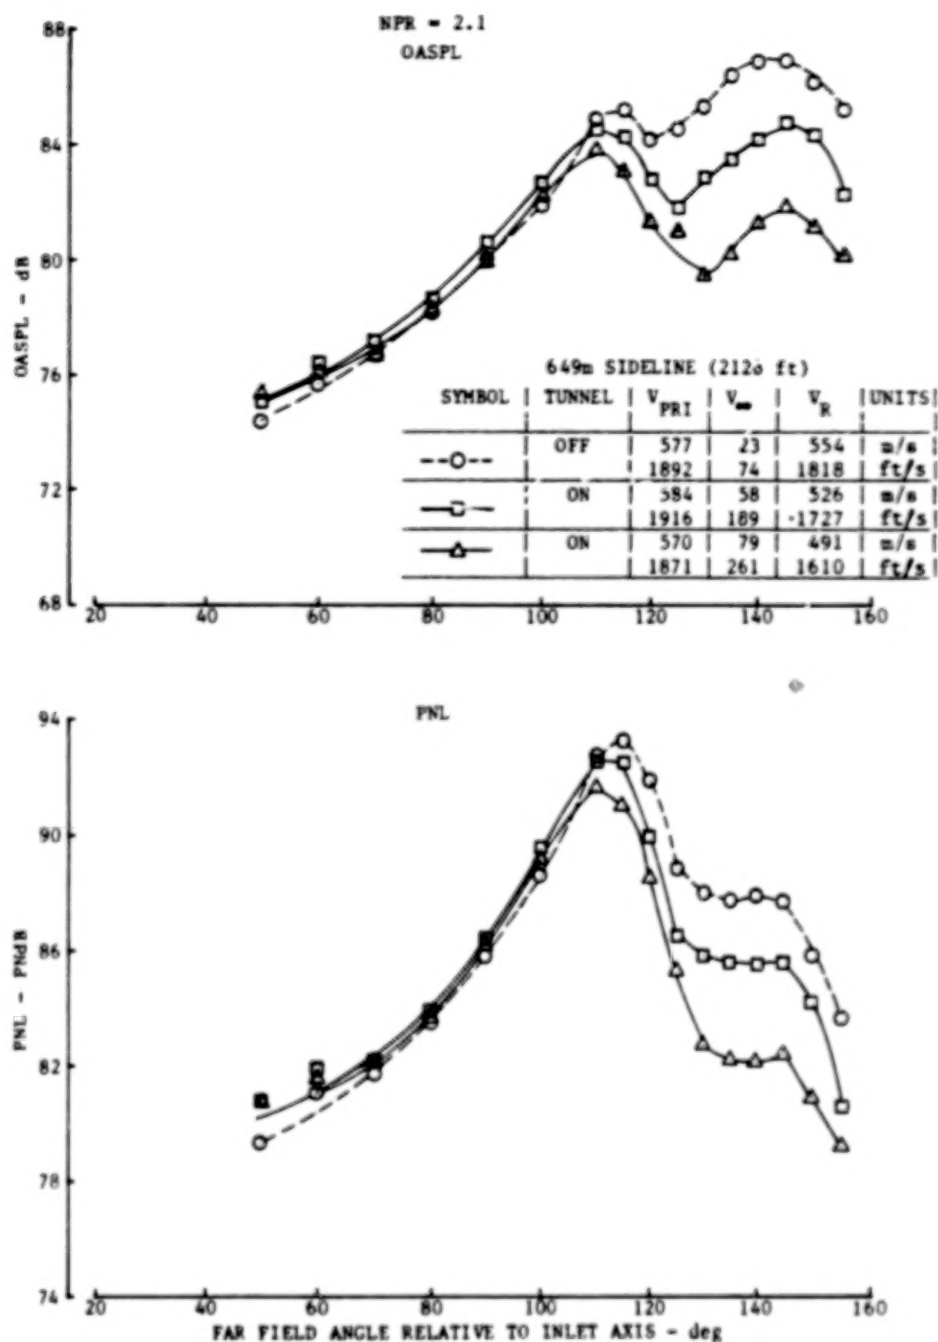 NPR = 2.1
OASPL
88
84
80
76
72
68
OASPL - dB
649m SIDELINE (2128 ft)
SYMBOL | TUNNEL | V PRI | V ∞ | V R | UNITS
OFF | 577 | 23 | 554 | m/s
1892 | 74 | 1818 | ft/s
ON | 584 | 58 | 526 | m/s
1916 | 189 | 1727 | ft/s
ON | 570 | 79 | 491 | m/s
1871 | 261 | 1610 | ft/s
20 40 60 80 100 120 140 160
PNL
94
90
86
82
78
74
PNL - PNdB
20 40 60 80 100 120 140 160
FAR FIELD ANGLE RELATIVE TO INLET AXIS - deg